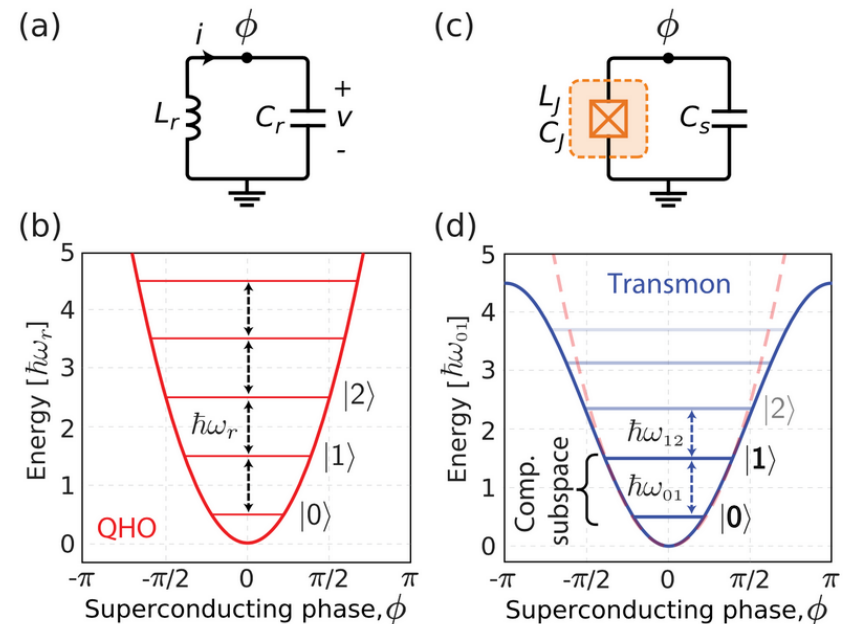 (a)
i
ϕ
L_r
C_r
+
v
-
(c)
ϕ
L_J
C_J
C_s
(b)
Energy [ħω_r]
5
4
3
2
1
0
ħω_r
|2⟩
|1⟩
|0⟩
QHO
-π
-π/2
0
π/2
π
Superconducting phase, ϕ
(d)
Energy [ħω_01]
5
4
3
2
1
0
Transmon
|2⟩
ħω_12
|1⟩
Comp.
subspace
ħω_01
|0⟩
-π
-π/2
0
π/2
π
Superconducting phase, ϕ